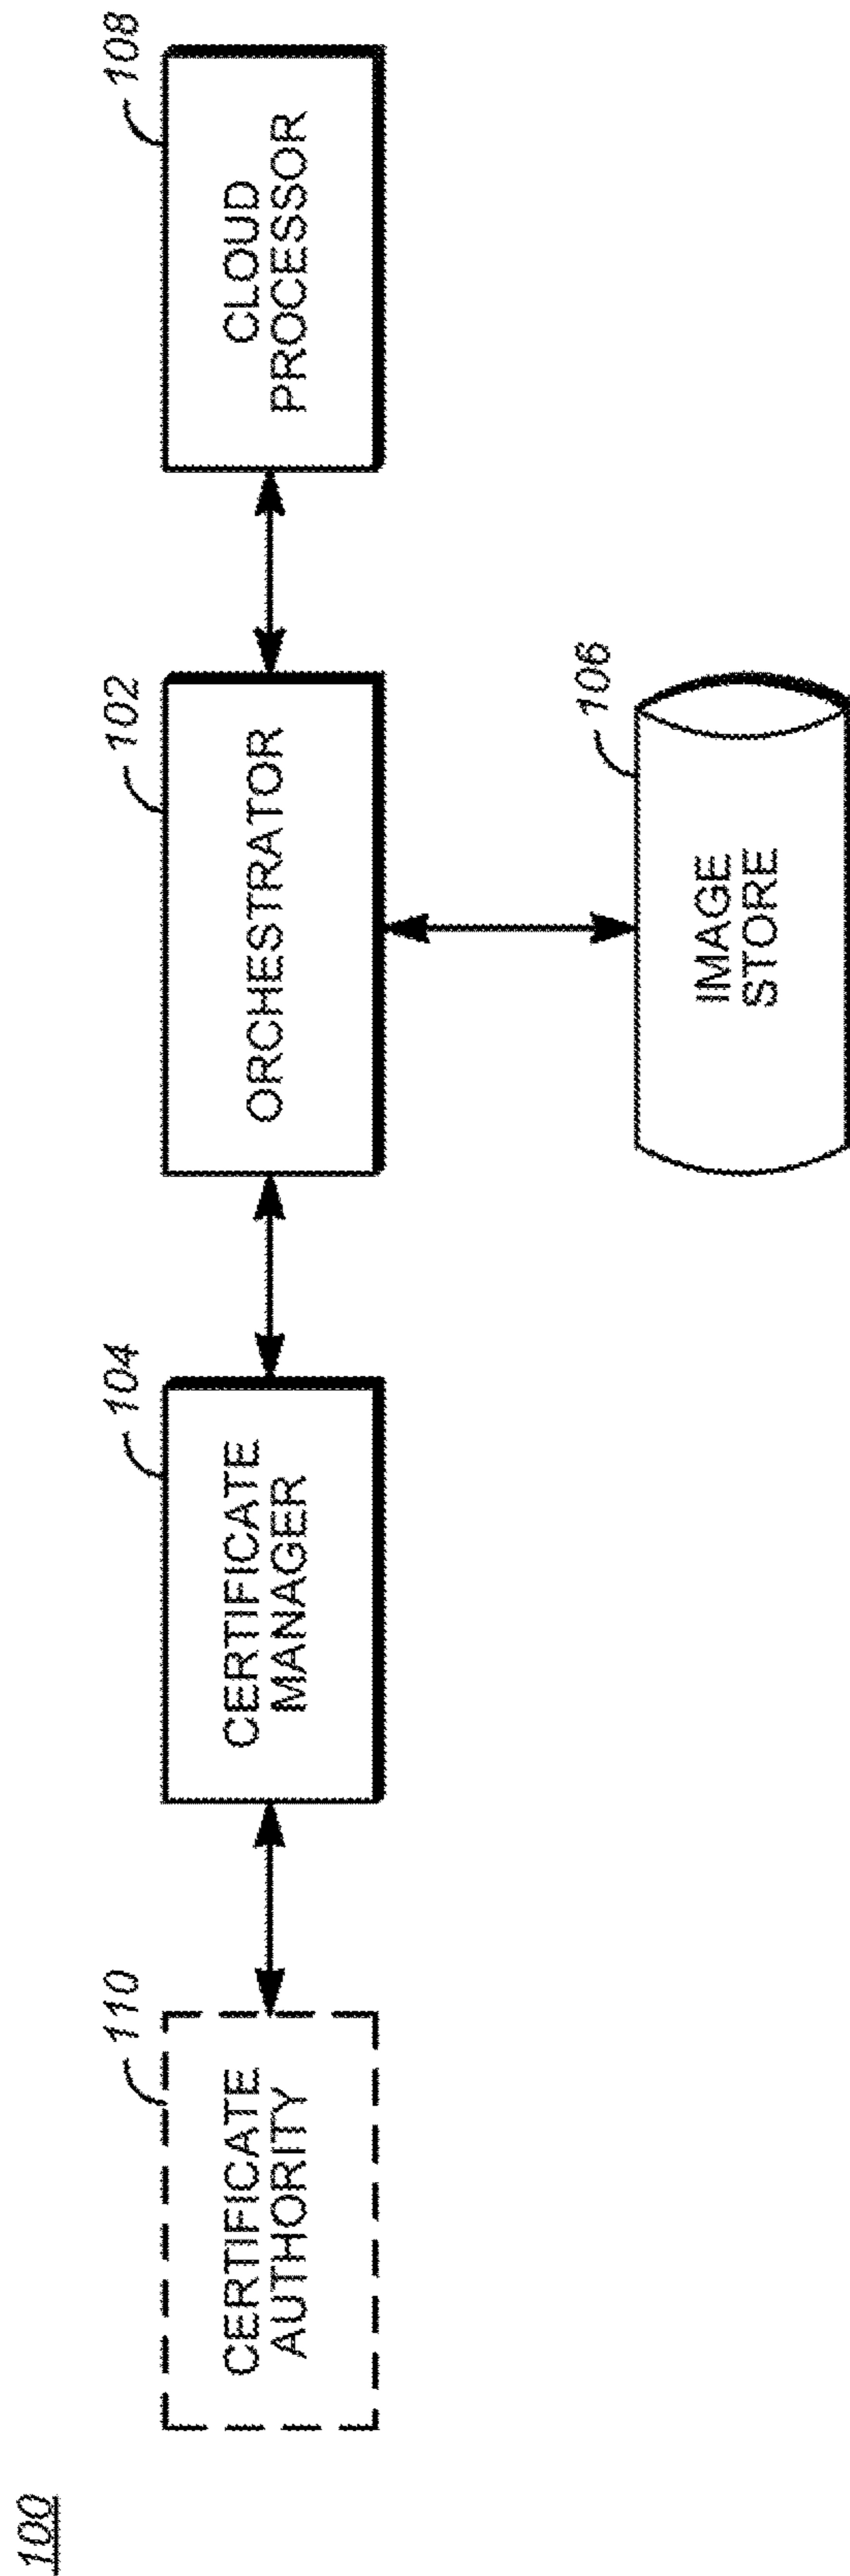 100
110
CERTIFICATE
AUTHORITY
104
CERTIFICATE
MANAGER
102
ORCHESTRATOR
108
CLOUD
PROCESSOR
106
IMAGE
STORE